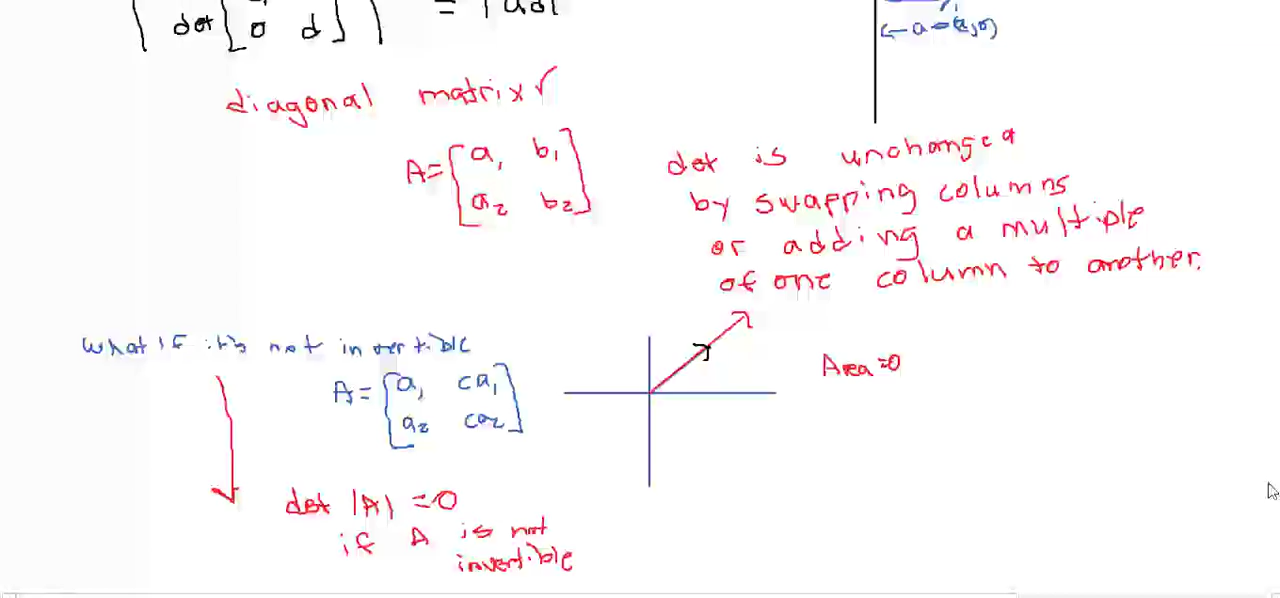 | det [0 d] | = |ad|
← a → (a,0)
diagonal matrix ✓
A = [a₁ b₁
a₂ b₂]
det is unchanged
by swapping columns
or adding a multiple
of one column to another.
what if it's not invertible
A = [a₁ ca₁
a₂ ca₂]
Area = 0
det |A| = 0
if A is not
invertible